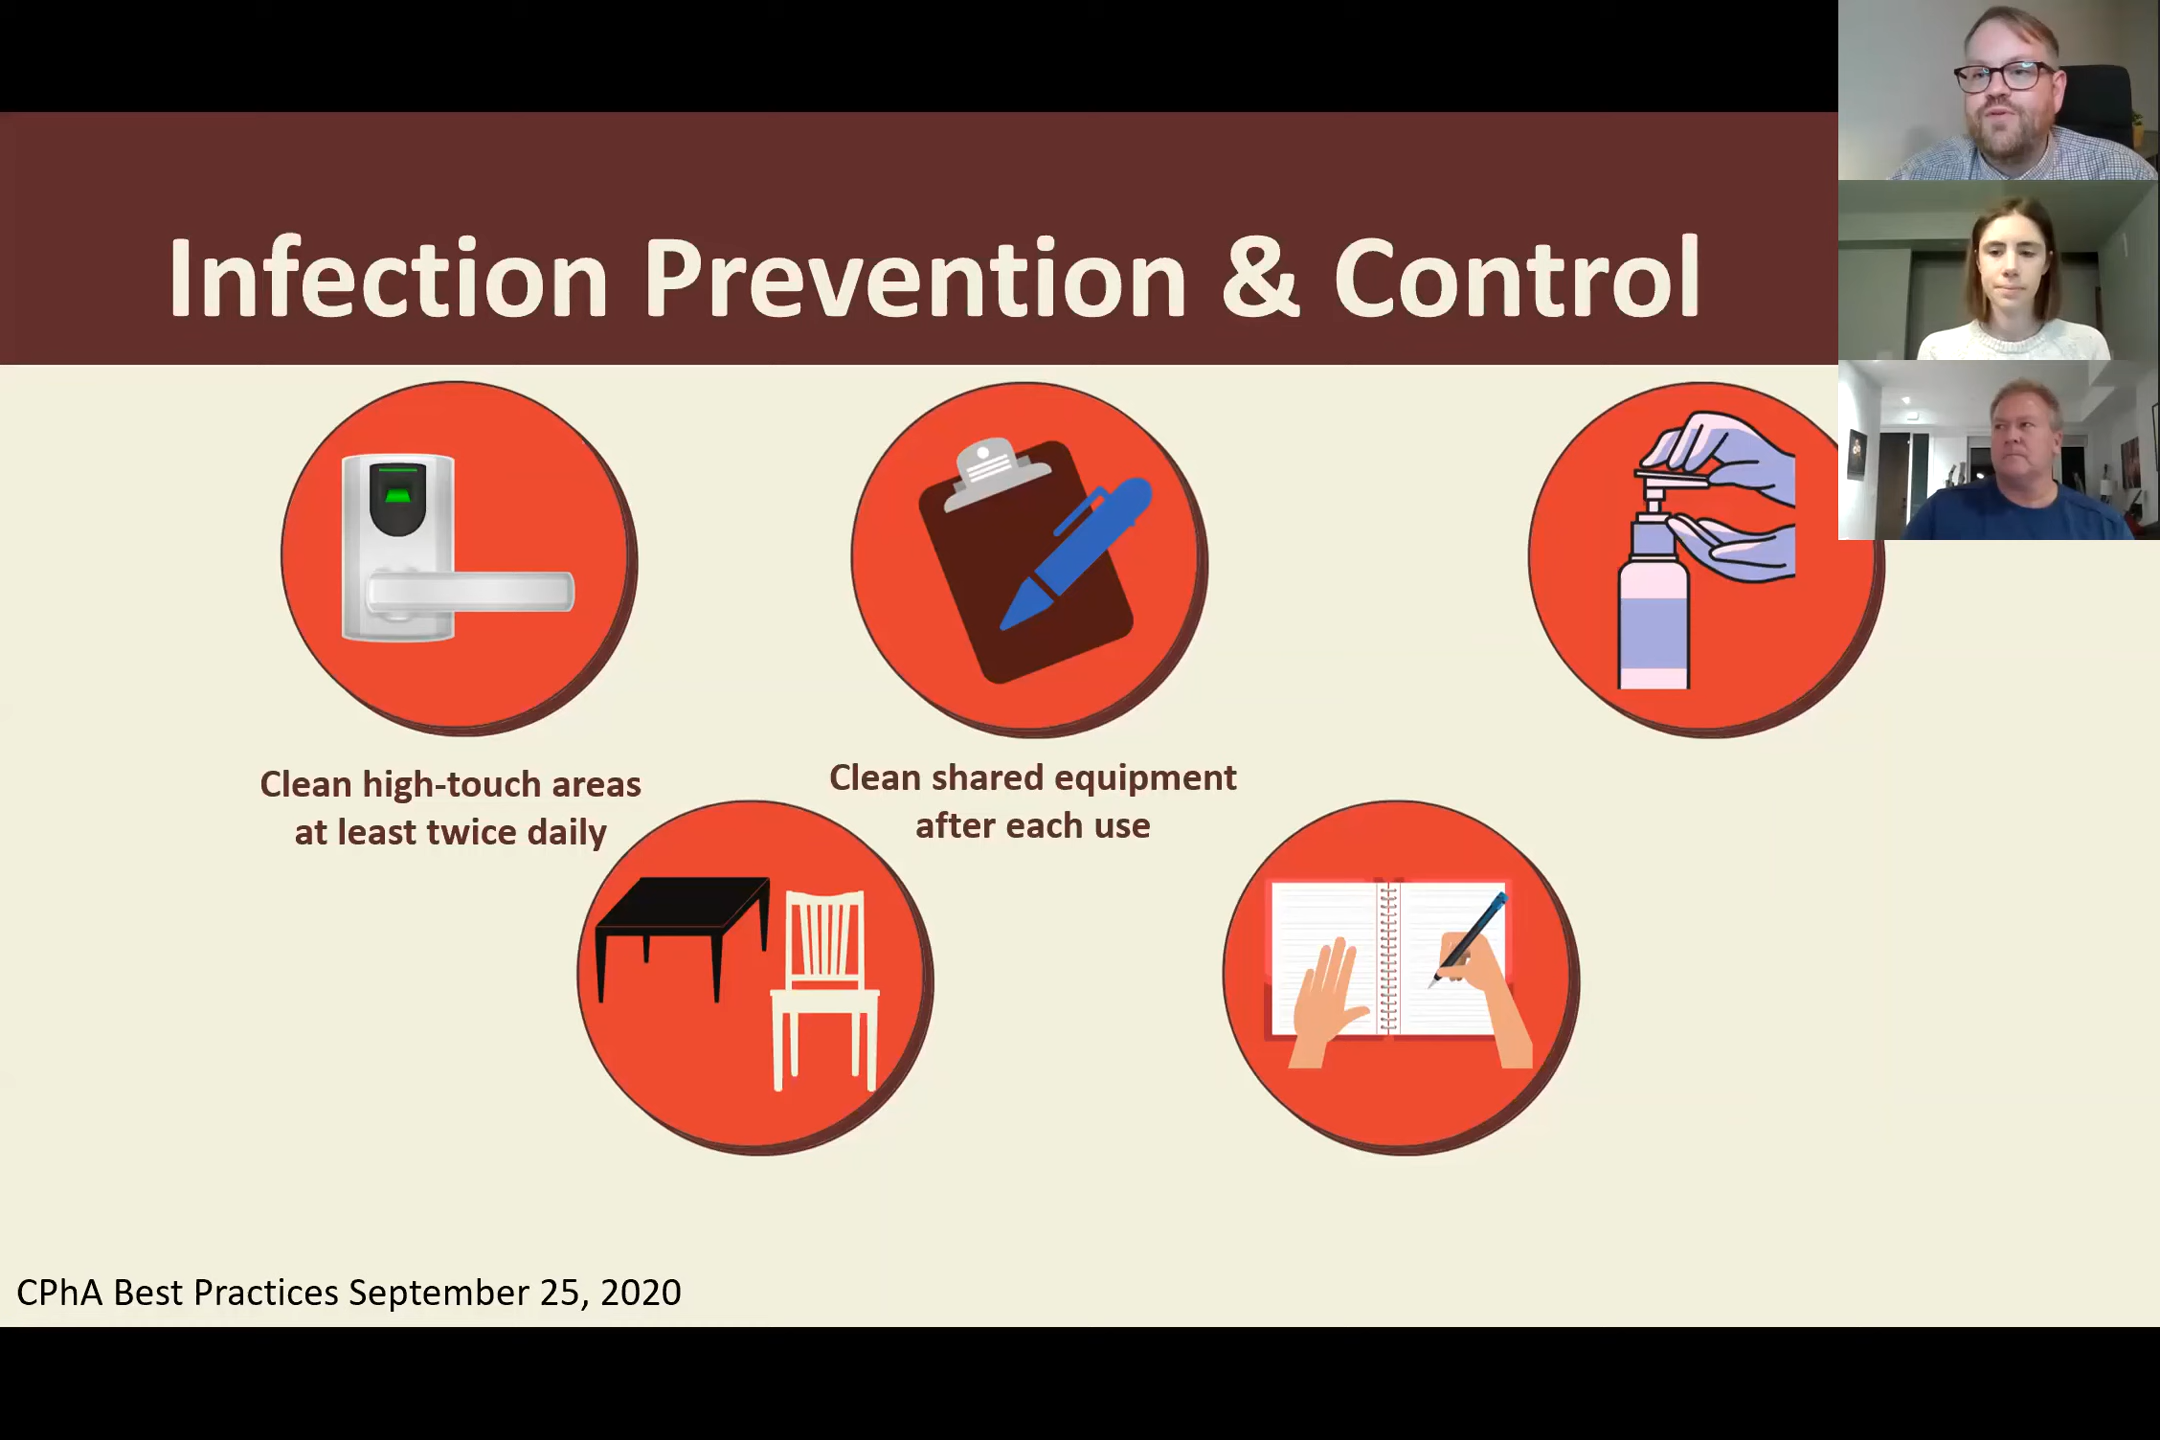 Infection Prevention & Control
Clean high-touch areas
at least twice daily
Clean shared equipment
after each use
CPhA Best Practices September 25, 2020